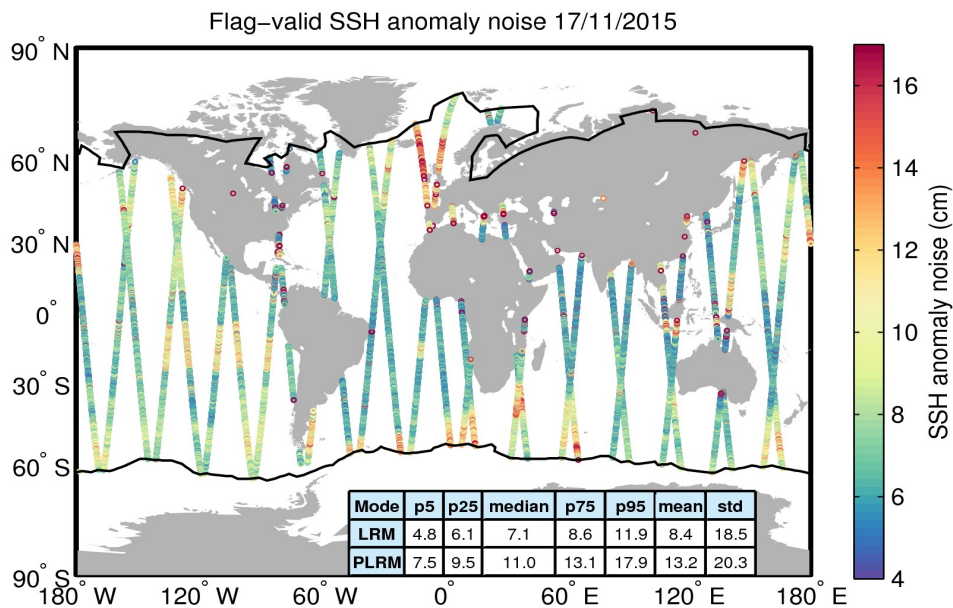 Flag−valid SSH anomaly noise 17/11/2015
90° N
60° N
30° N
0°
30° S
60° S
90° S
180° W
120° W
60° W
0°
60° E
120° E
180° E
Mode p5 p25 median p75 p95 mean std
LRM 4.8 6.1 7.1 8.6 11.9 8.4 18.5
PLRM 7.5 9.5 11.0 13.1 17.9 13.2 20.3
16
14
12
10
8
6
4
SSH anomaly noise (cm)